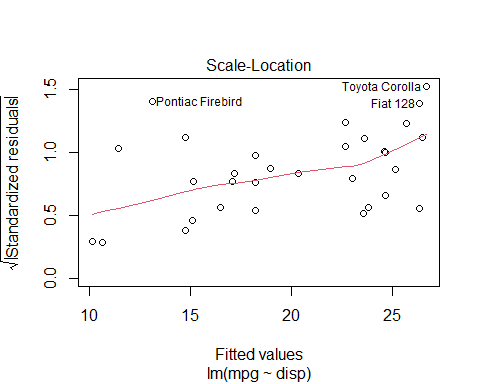 Scale-Location
√|Standardized residuals|
1.5
1.0
0.5
0.0
Toyota Corolla
Pontiac Firebird
Fiat 128
10 15 20 25
Fitted values
lm(mpg ~ disp)